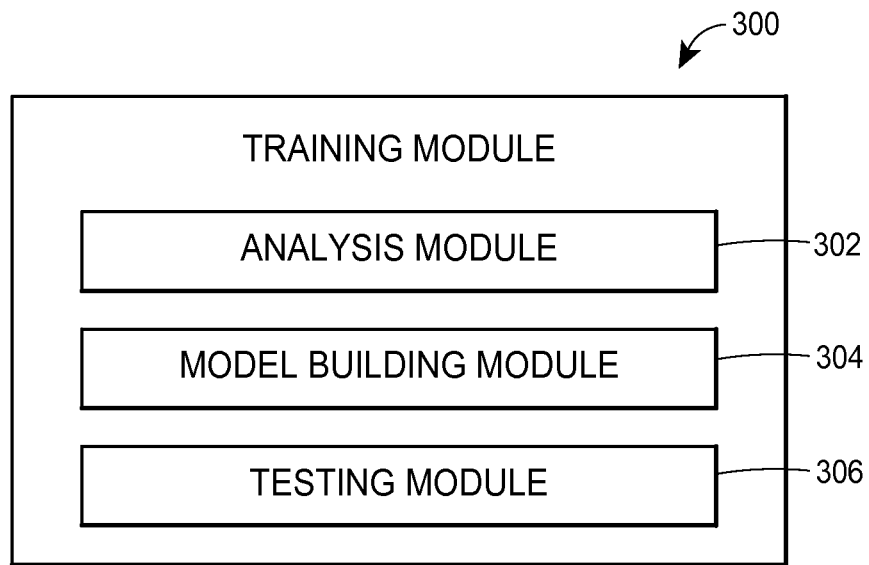 300
TRAINING MODULE
ANALYSIS MODULE
302
MODEL BUILDING MODULE
304
TESTING MODULE
306